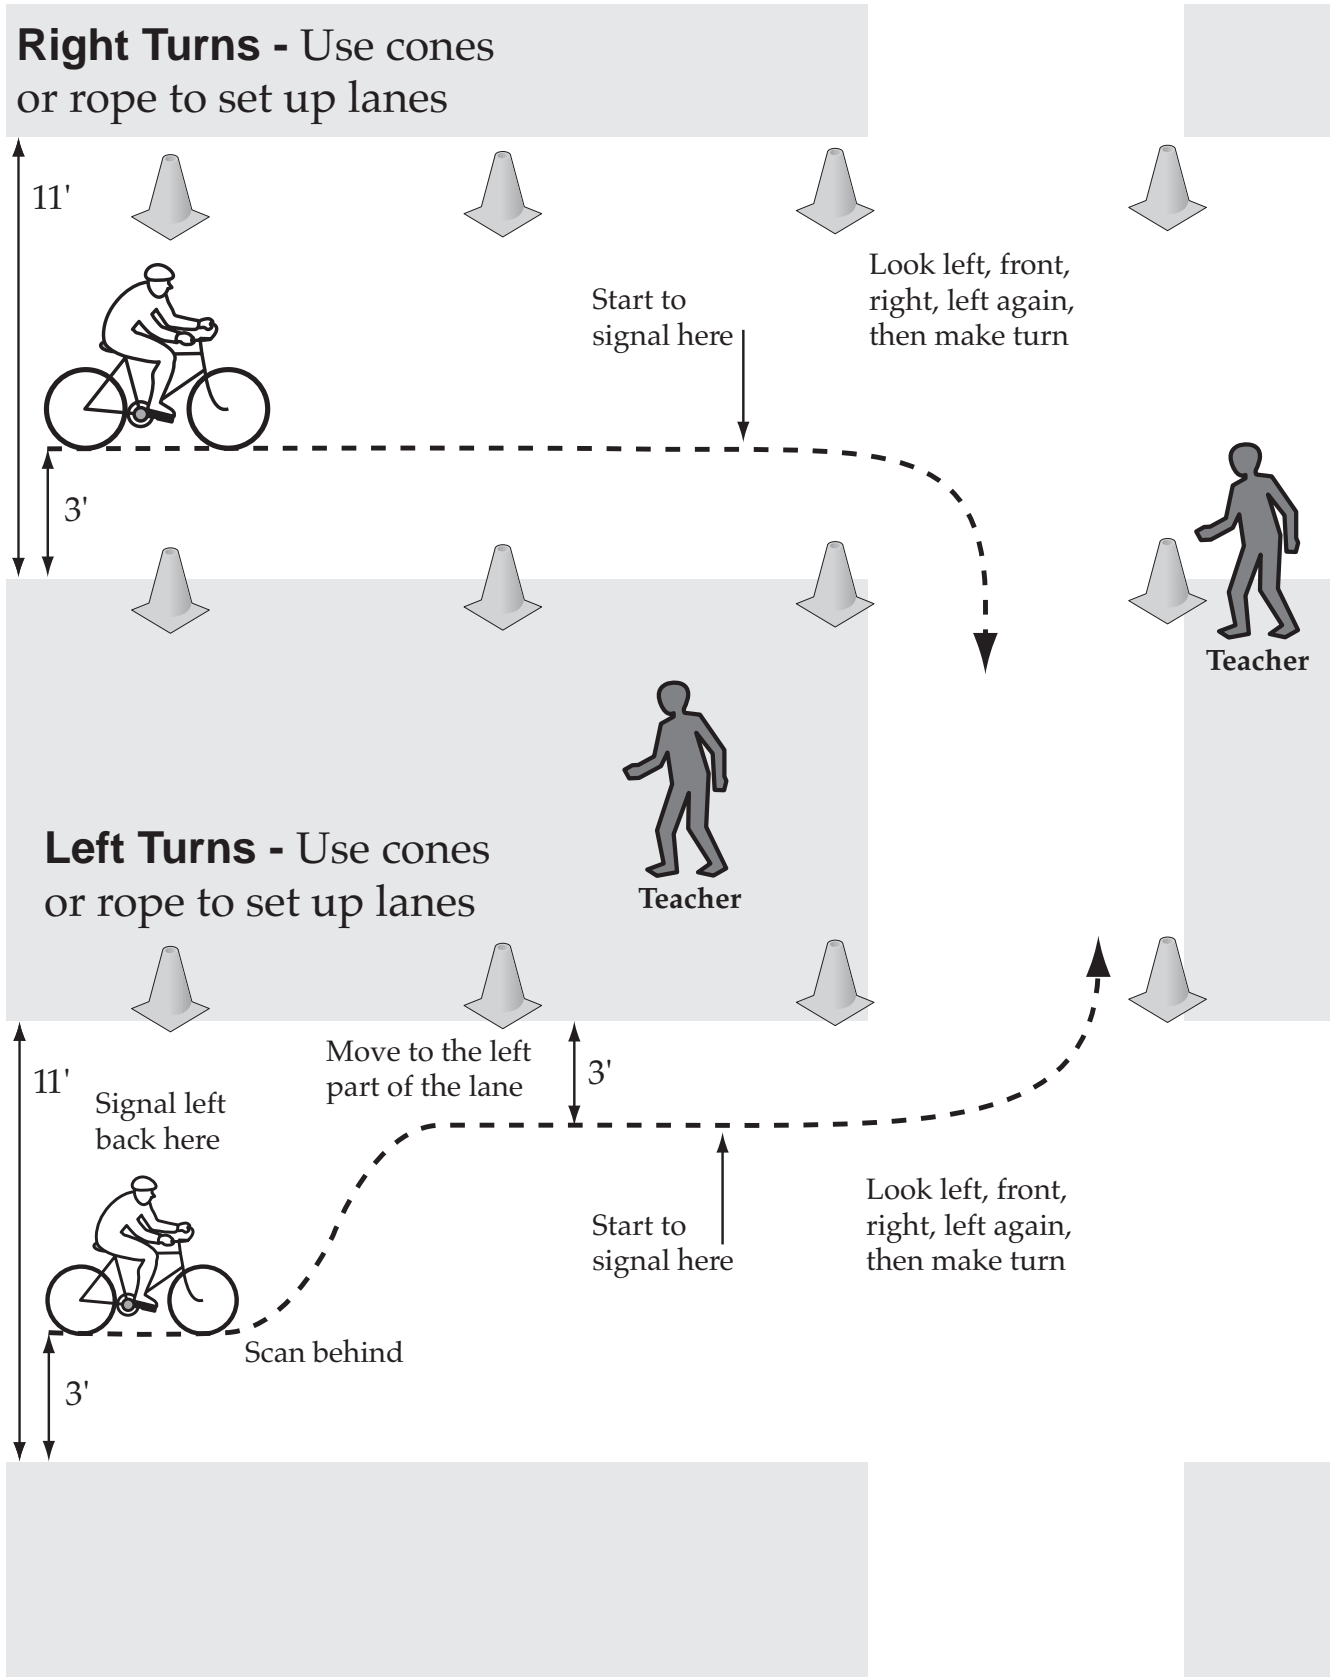 Right Turns - Use cones
or rope to set up lanes
11'
Start to
signal here
Look left, front,
right, left again,
then make turn
3'
Teacher
Teacher
Left Turns - Use cones
or rope to set up lanes
11'
Signal left
back here
Move to the left
part of the lane
3'
Start to
signal here
Look left, front,
right, left again,
then make turn
Scan behind
3'